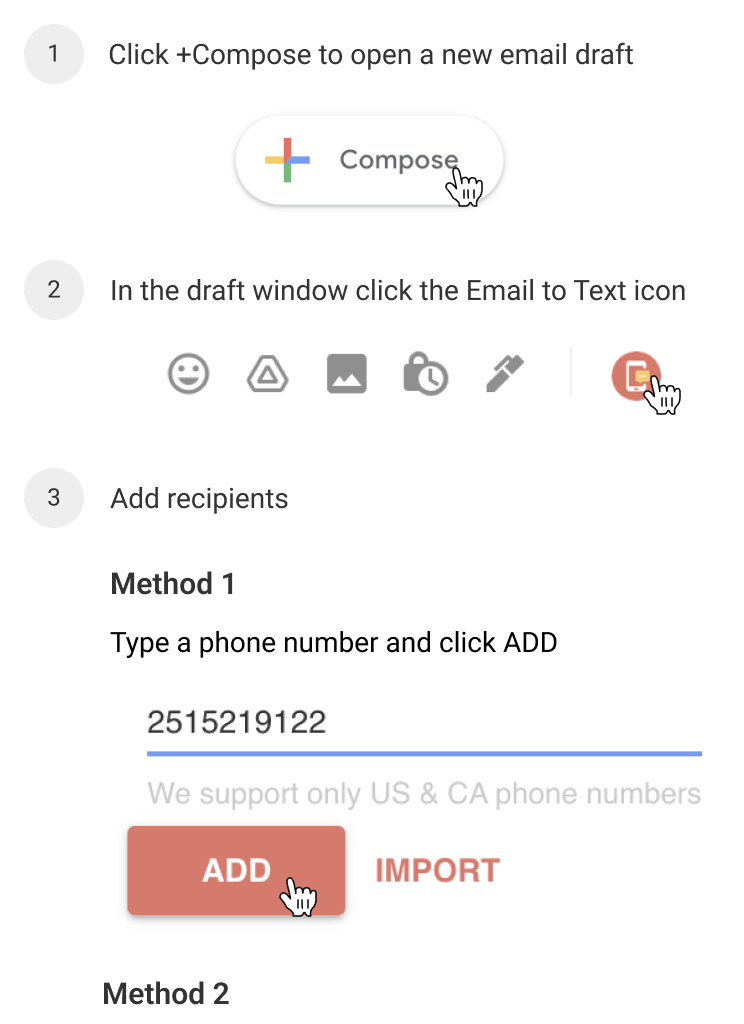 1
Click +Compose to open a new email draft
Compose
2
In the draft window click the Email to Text icon
3
Add recipients
Method 1
Type a phone number and click ADD
2515219122
We support only US & CA phone numbers
ADD IMPORT
Method 2